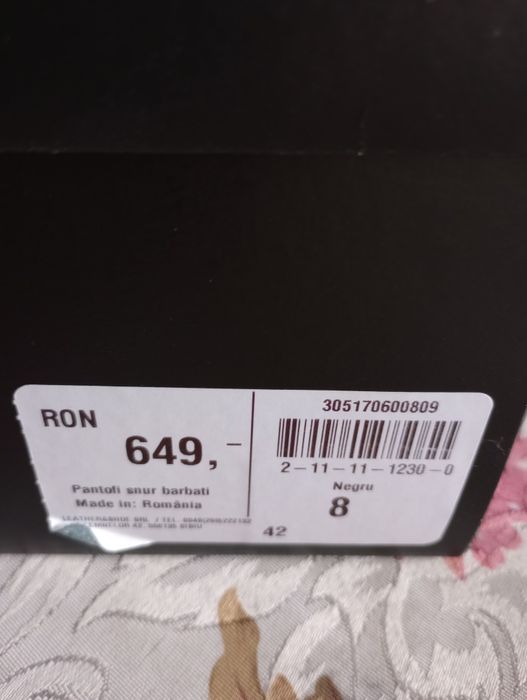 RON
649,-
Pantofi snur barbati
Made in: România
305170600809
2-11-11-1230-0
Negru
8
42